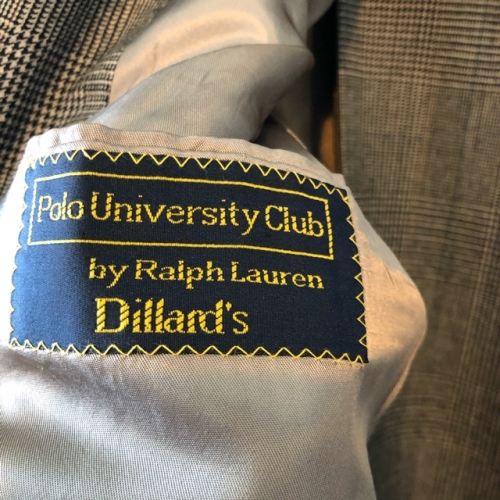 Polo University Club
by Ralph Lauren
Dillard's